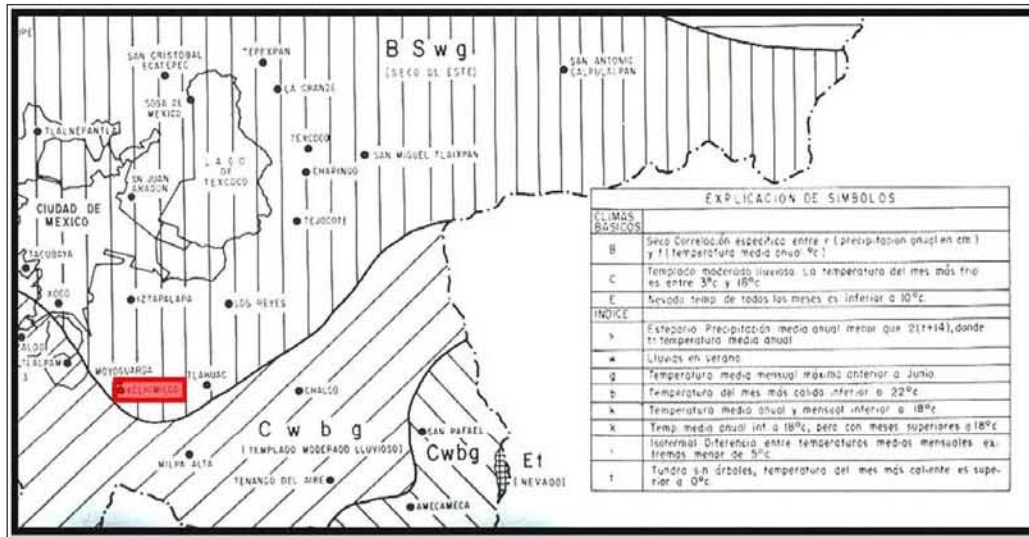 B S w g
(SECO DE ESTE)
SAN CRISTOBAL
ECATEPEC
TEPEXPAN
LA GRANDE
SAN ANTONIO
CALPULALPAN
SOSA DE
MEXICO
TLALNEPANTLA
TEXCOCO
SAN MIGUEL TLAIXPAN
CHAPINGO
LAGO
DE
TEXCOCO
SN JUAN
ARAGON
CIUDAD DE
MEXICO
TEJOCOTE
TACUBAYA
XOCO
IZTAPALAPA
LOS REYES
TLALPAM
MOYOGUARDA
XOCHIMILCO
TLAHUAC
CHALCO
C w b g
(TEMPLADO MODERADO LLUVIOSO)
MILPA ALTA
TENANGO DEL AIRE
SAN RAFAEL
Cwbg
Et
(NEVADO)
AMECAMECA
EXPLICACION DE SIMBOLOS
CLIMAS
BASICOS
B Seco Correlación específica entre r (precipitacion anual en cm)
y t (temperatura media anual °c)
C Templado moderado lluvioso. La temperatura del mes más frio
es entre 3°c y 18°c
E Nevado temp. de todos los meses es inferior a 10°c.
INDICE
s Estepario Precipitación media anual menor que 2(t+14), donde
t= temperatura media anual
w Lluvias en verano
g Temperatura media mensual máxima anterior a Junio.
b Temperatura del mes más calido inferior a 22°c
k Temperatura media anual y mensual inferior a 18°c
k Temp. media anual inf. a 18°c, pero con meses superiores a 18°c
i Isotermal Diferencia entre temperaturas medias mensuales ex-
tremas menor de 5°c
t Tundra sin árboles, temperatura del mes más caliente es supe-
rior a 0°c.